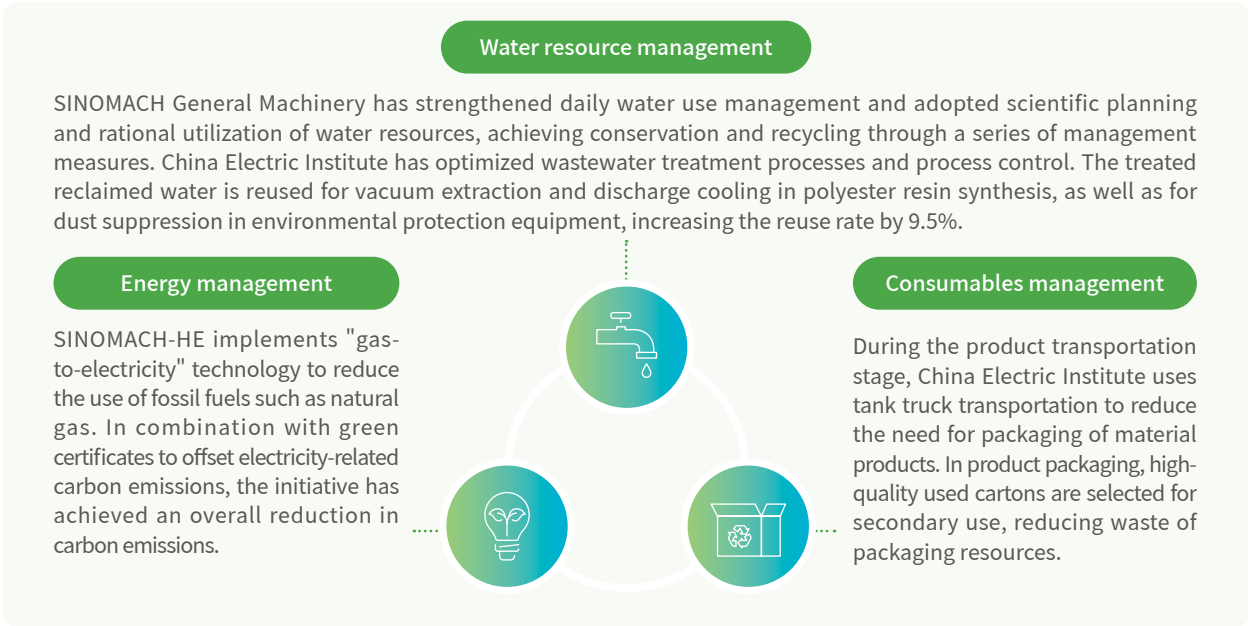 Water resource management
SINOMACH General Machinery has strengthened daily water use management and adopted scientific planning
and rational utilization of water resources, achieving conservation and recycling through a series of management
measures. China Electric Institute has optimized wastewater treatment processes and process control. The treated
reclaimed water is reused for vacuum extraction and discharge cooling in polyester resin synthesis, as well as for
dust suppression in environmental protection equipment, increasing the reuse rate by 9.5%.
Energy management
SINOMACH-HE implements "gas-
to-electricity" technology to reduce
the use of fossil fuels such as natural
gas. In combination with green
certificates to offset electricity-related
carbon emissions, the initiative has
achieved an overall reduction in
carbon emissions.
Consumables management
During the product transportation
stage, China Electric Institute uses
tank truck transportation to reduce
the need for packaging of material
products. In product packaging, high-
quality used cartons are selected for
secondary use, reducing waste of
packaging resources.